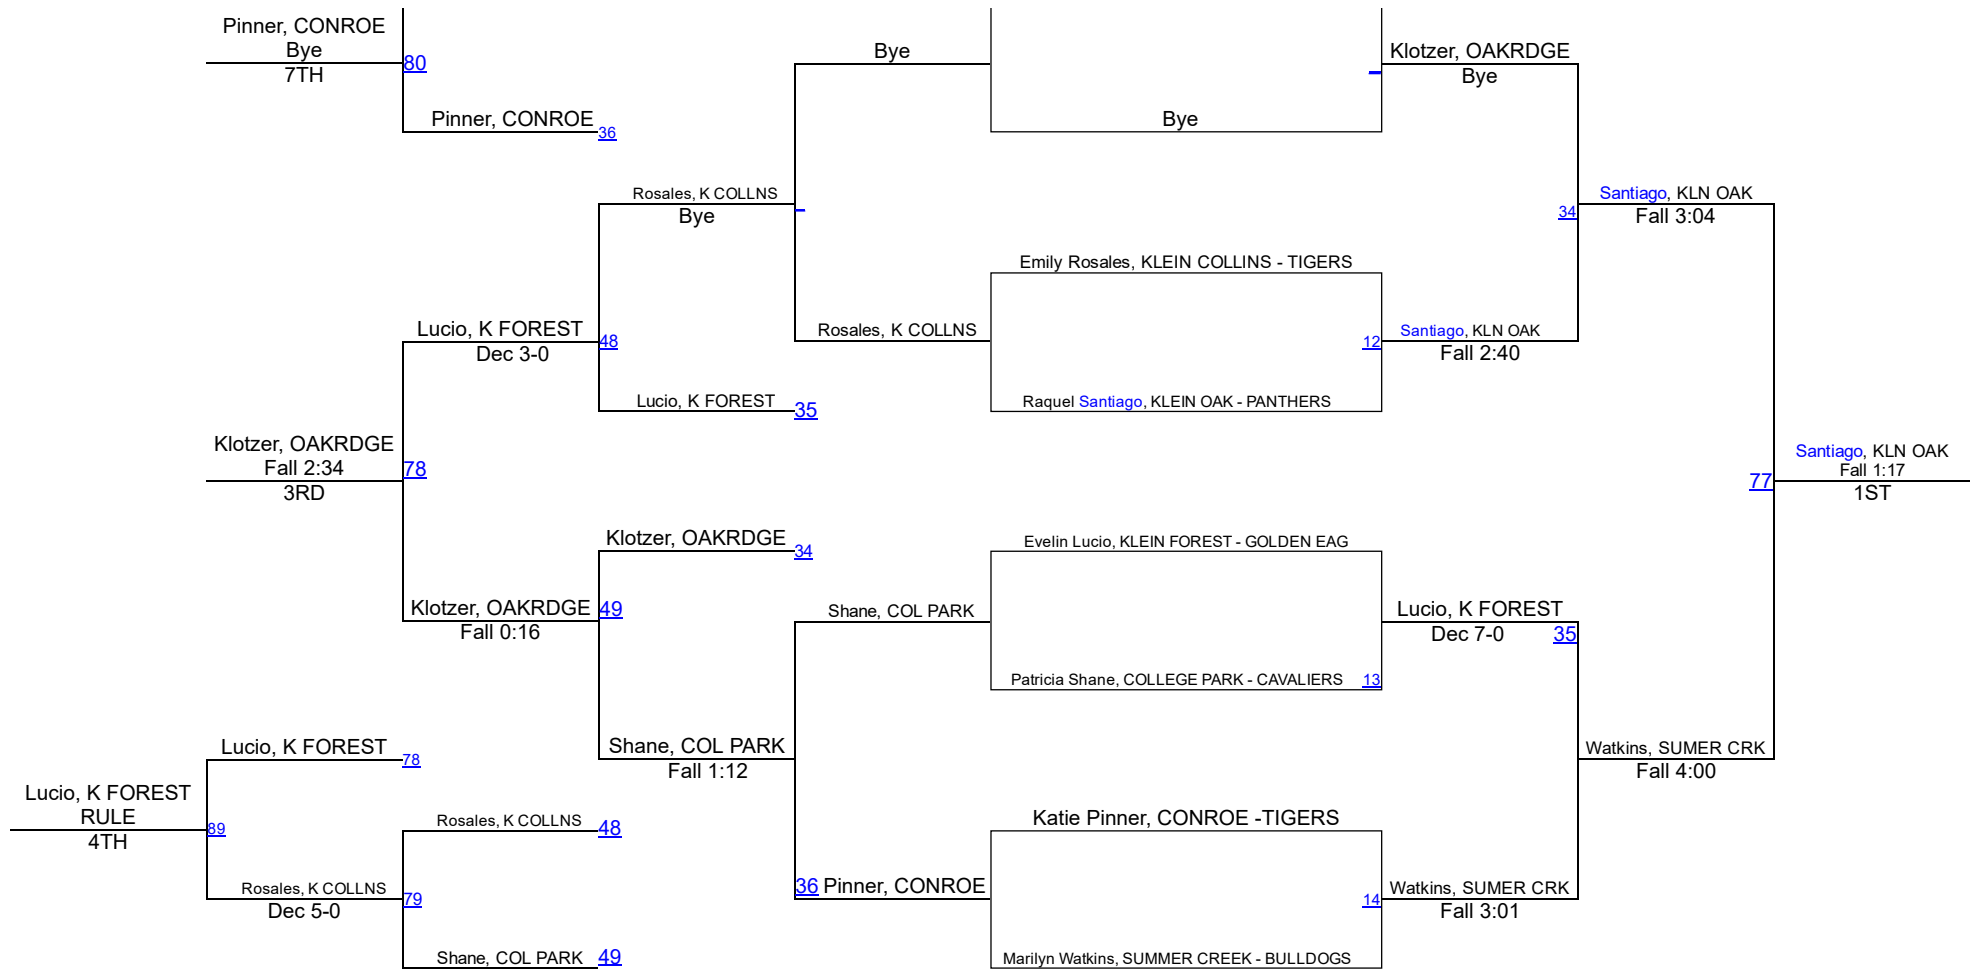 Pinner, CONROE
Bye
7TH
80
Pinner, CONROE
36
Bye
Bye
Klotzer, OAKRDGE
Bye
Rosales, K COLLNS
Bye
Santiago, KLN OAK
34
Fall 3:04
Emily Rosales, KLEIN COLLINS - TIGERS
Rosales, K COLLNS
12
Santiago, KLN OAK
Fall 2:40
Raquel Santiago, KLEIN OAK - PANTHERS
Lucio, K FOREST
48
Dec 3-0
Lucio, K FOREST
35
Klotzer, OAKRDGE
Fall 2:34
78
3RD
Santiago, KLN OAK
Fall 1:17
77
1ST
Klotzer, OAKRDGE
34
Evelin Lucio, KLEIN FOREST - GOLDEN EAG
Klotzer, OAKRDGE
49
Fall 0:16
Shane, COL PARK
Lucio, K FOREST
Dec 7-0
35
Patricia Shane, COLLEGE PARK - CAVALIERS
13
Shane, COL PARK
Fall 1:12
Watkins, SUMER CRK
Fall 4:00
Lucio, K FOREST
78
Lucio, K FOREST
RULE
89
4TH
Rosales, K COLLNS
48
Katie Pinner, CONROE -TIGERS
Rosales, K COLLNS
79
Dec 5-0
36
Pinner, CONROE
14
Watkins, SUMER CRK
Fall 3:01
Shane, COL PARK
49
Marilyn Watkins, SUMMER CREEK - BULLDOGS